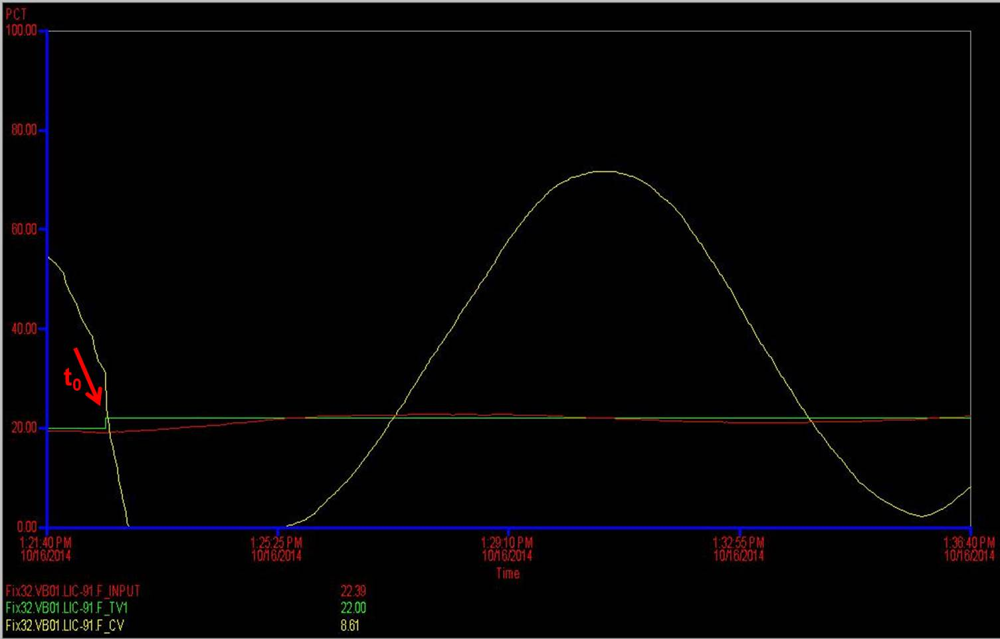 PCT
100.00
80.00
60.00
40.00
t0
20.00
0.00
1:21:40 PM 1:25:25 PM 1:29:10 PM 1:32:55 PM 1:36:40 PM
10/16/2014 10/16/2014 10/16/2014 10/16/2014 10/16/2014
Time
Fix32.VB01.LIC-91.F_INPUT 22.39
Fix32.VB01.LIC-91.F_TV1 22.00
Fix32.VB01.LIC-91.F_CV 8.61